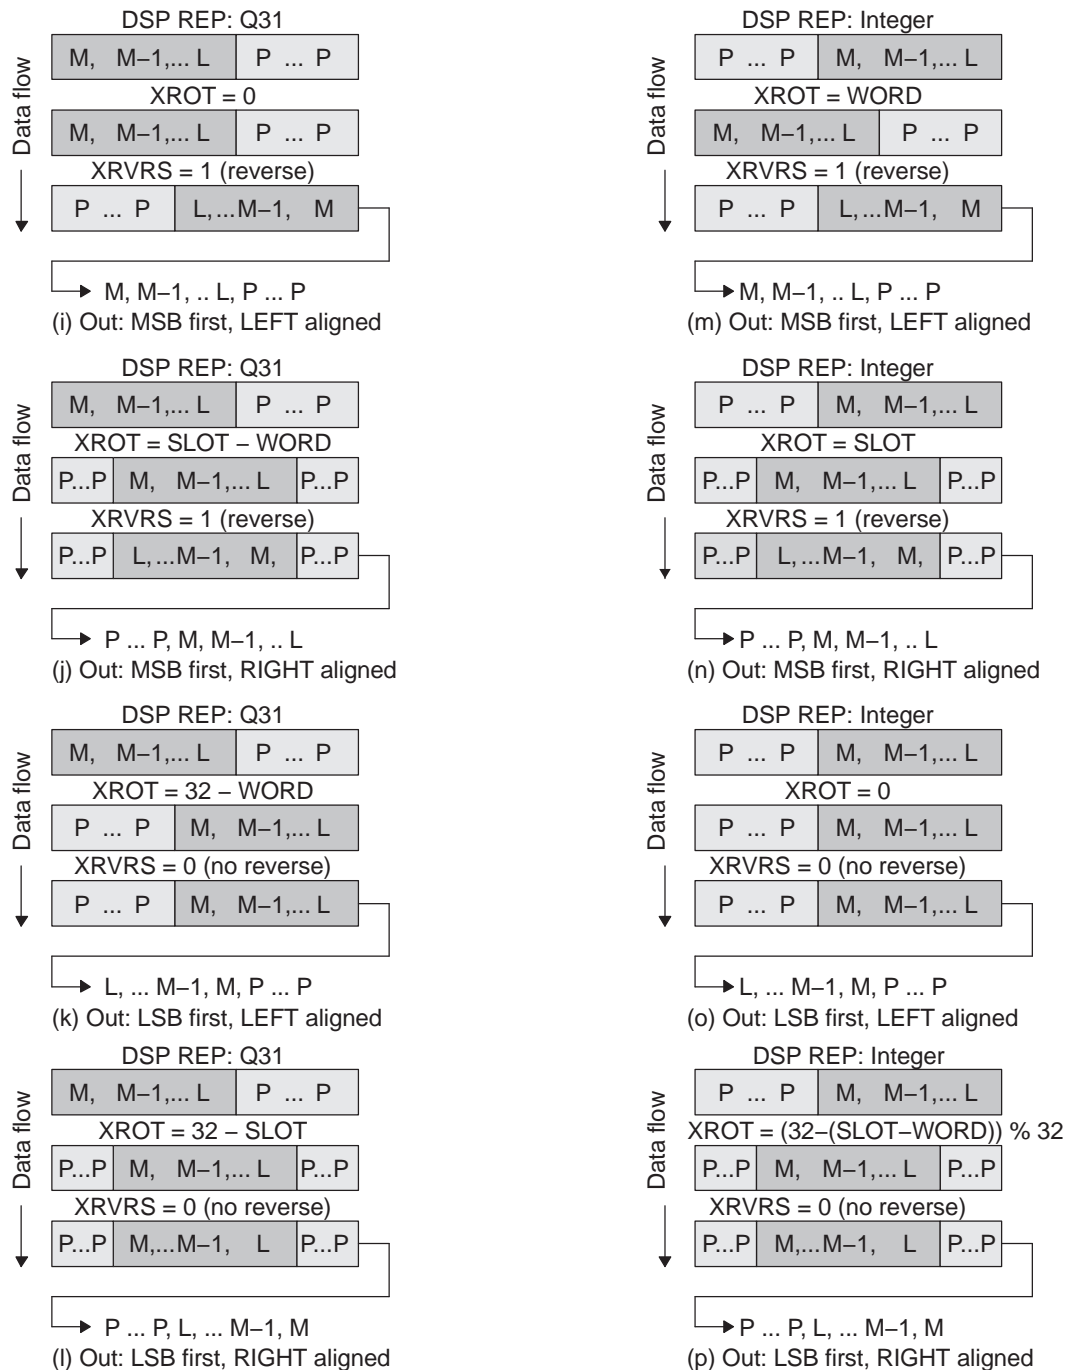 DSP REP: Q31
M, M–1,... L P ... P
XROT = 0
M, M–1,... L P ... P
XRVRS = 1 (reverse)
P ... P L,...M–1, M
Data flow
M, M–1, .. L, P ... P
(i) Out: MSB first, LEFT aligned
DSP REP: Integer
P ... P M, M–1,... L
XROT = WORD
M, M–1,... L P ... P
XRVRS = 1 (reverse)
P ... P L,...M–1, M
Data flow
M, M–1, .. L, P ... P
(m) Out: MSB first, LEFT aligned
DSP REP: Q31
M, M–1,... L P ... P
XROT = SLOT – WORD
P...P M, M–1,... L P...P
XRVRS = 1 (reverse)
P...P L,...M–1, M, P...P
Data flow
P ... P, M, M–1, .. L
(j) Out: MSB first, RIGHT aligned
DSP REP: Integer
P ... P M, M–1,... L
XROT = SLOT
P...P M, M–1,... L P...P
XRVRS = 1 (reverse)
P...P L,...M–1, M, P...P
Data flow
P ... P, M, M–1, .. L
(n) Out: MSB first, RIGHT aligned
DSP REP: Q31
M, M–1,... L P ... P
XROT = 32 – WORD
P ... P M, M–1,... L
XRVRS = 0 (no reverse)
P ... P M, M–1,... L
Data flow
L, ... M–1, M, P ... P
(k) Out: LSB first, LEFT aligned
DSP REP: Integer
P ... P M, M–1,... L
XROT = 0
P ... P M, M–1,... L
XRVRS = 0 (no reverse)
P ... P M, M–1,... L
Data flow
L, ... M–1, M, P ... P
(o) Out: LSB first, LEFT aligned
DSP REP: Q31
M, M–1,... L P ... P
XROT = 32 – SLOT
P...P M, M–1,... L P...P
XRVRS = 0 (no reverse)
P...P M,...M–1, L P...P
Data flow
P ... P, L, ... M–1, M
(l) Out: LSB first, RIGHT aligned
DSP REP: Integer
P ... P M, M–1,... L
XROT = (32–(SLOT–WORD)) % 32
P...P M, M–1,... L P...P
XRVRS = 0 (no reverse)
P...P M,...M–1, L P...P
Data flow
P ... P, L, ... M–1, M
(p) Out: LSB first, RIGHT aligned